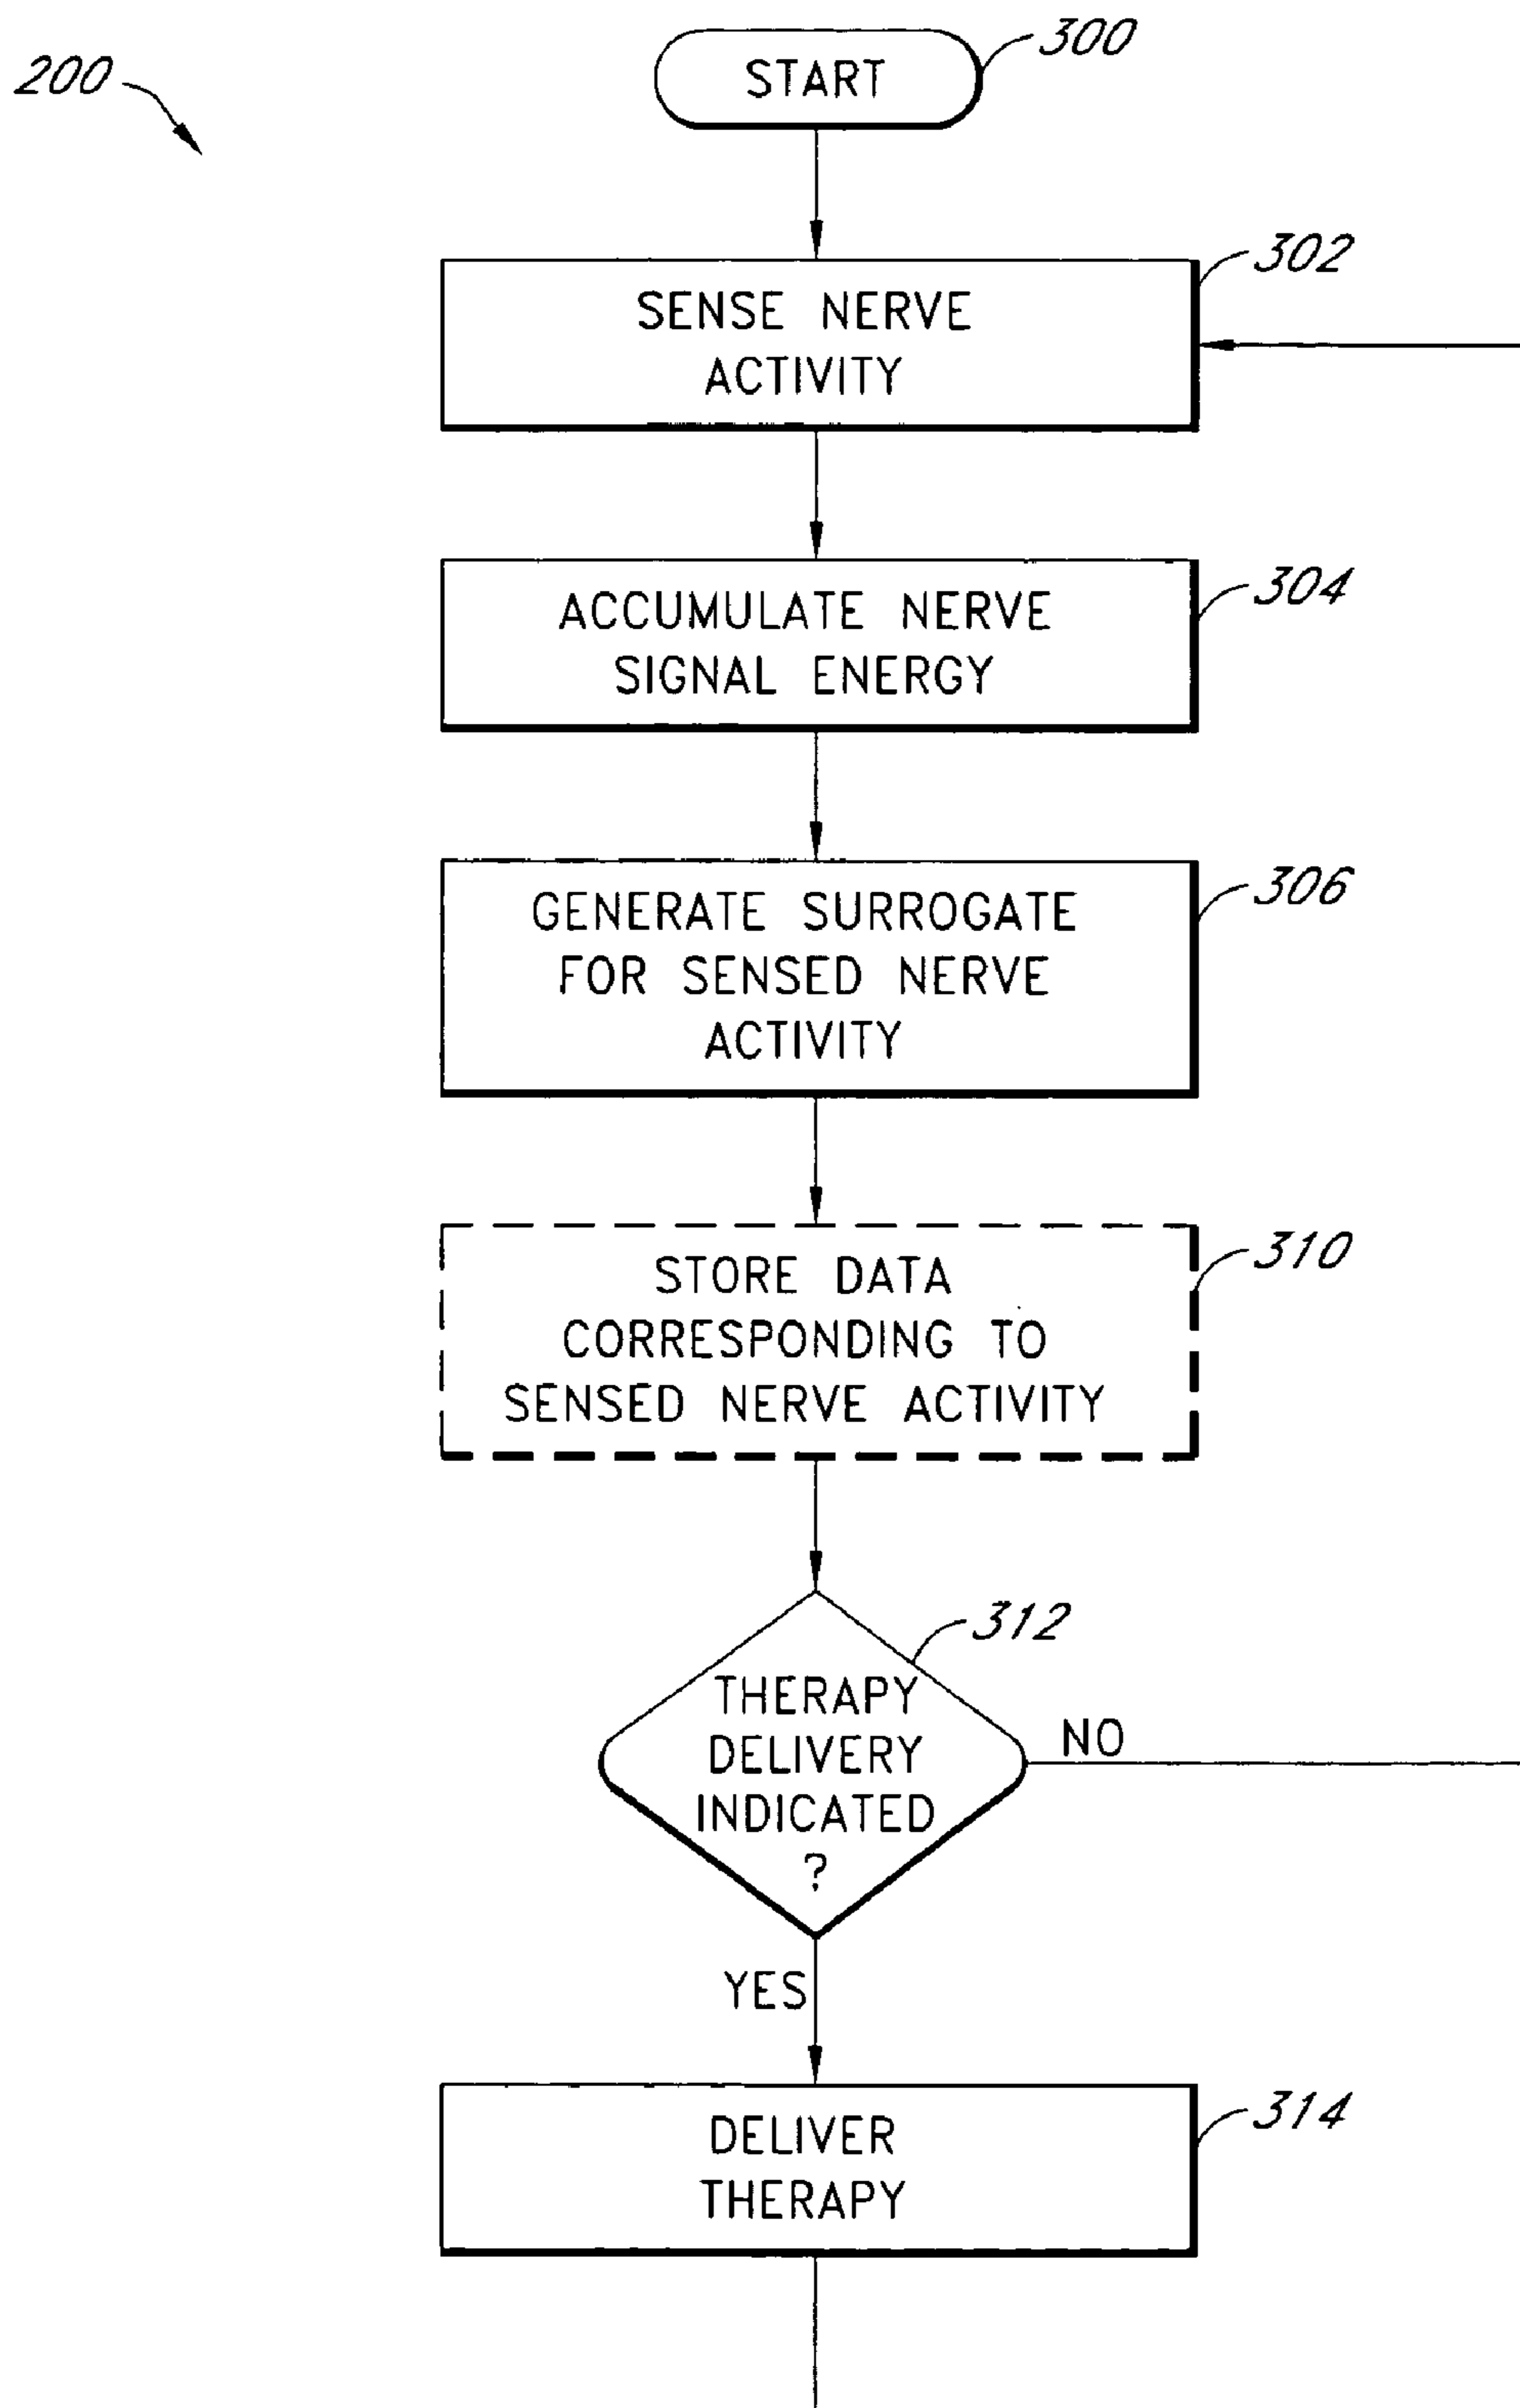 200
START
300
302
SENSE NERVE
ACTIVITY
304
ACCUMULATE NERVE
SIGNAL ENERGY
306
GENERATE SURROGATE
FOR SENSED NERVE
ACTIVITY
310
STORE DATA
CORRESPONDING TO
SENSED NERVE ACTIVITY
312
THERAPY
DELIVERY
INDICATED
?
NO
YES
314
DELIVER
THERAPY